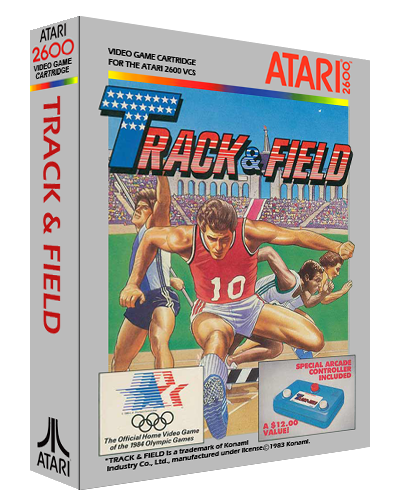 ATARI
2600
VIDEO GAME
CARTRIDGE
TRACK & FIELD
ATARI
VIDEO GAME CARTRIDGE
FOR THE ATARI 2600 VCS
ATARI
2600™
TRACK & FIELD
10
The Official Home Video Game
of the 1984 Olympic Games
SPECIAL ARCADE
CONTROLLER
INCLUDED
A $12.00
VALUE!
*TRACK & FIELD is a trademark of Konami
Industry Co., Ltd., manufactured under license.©1983 Konami.